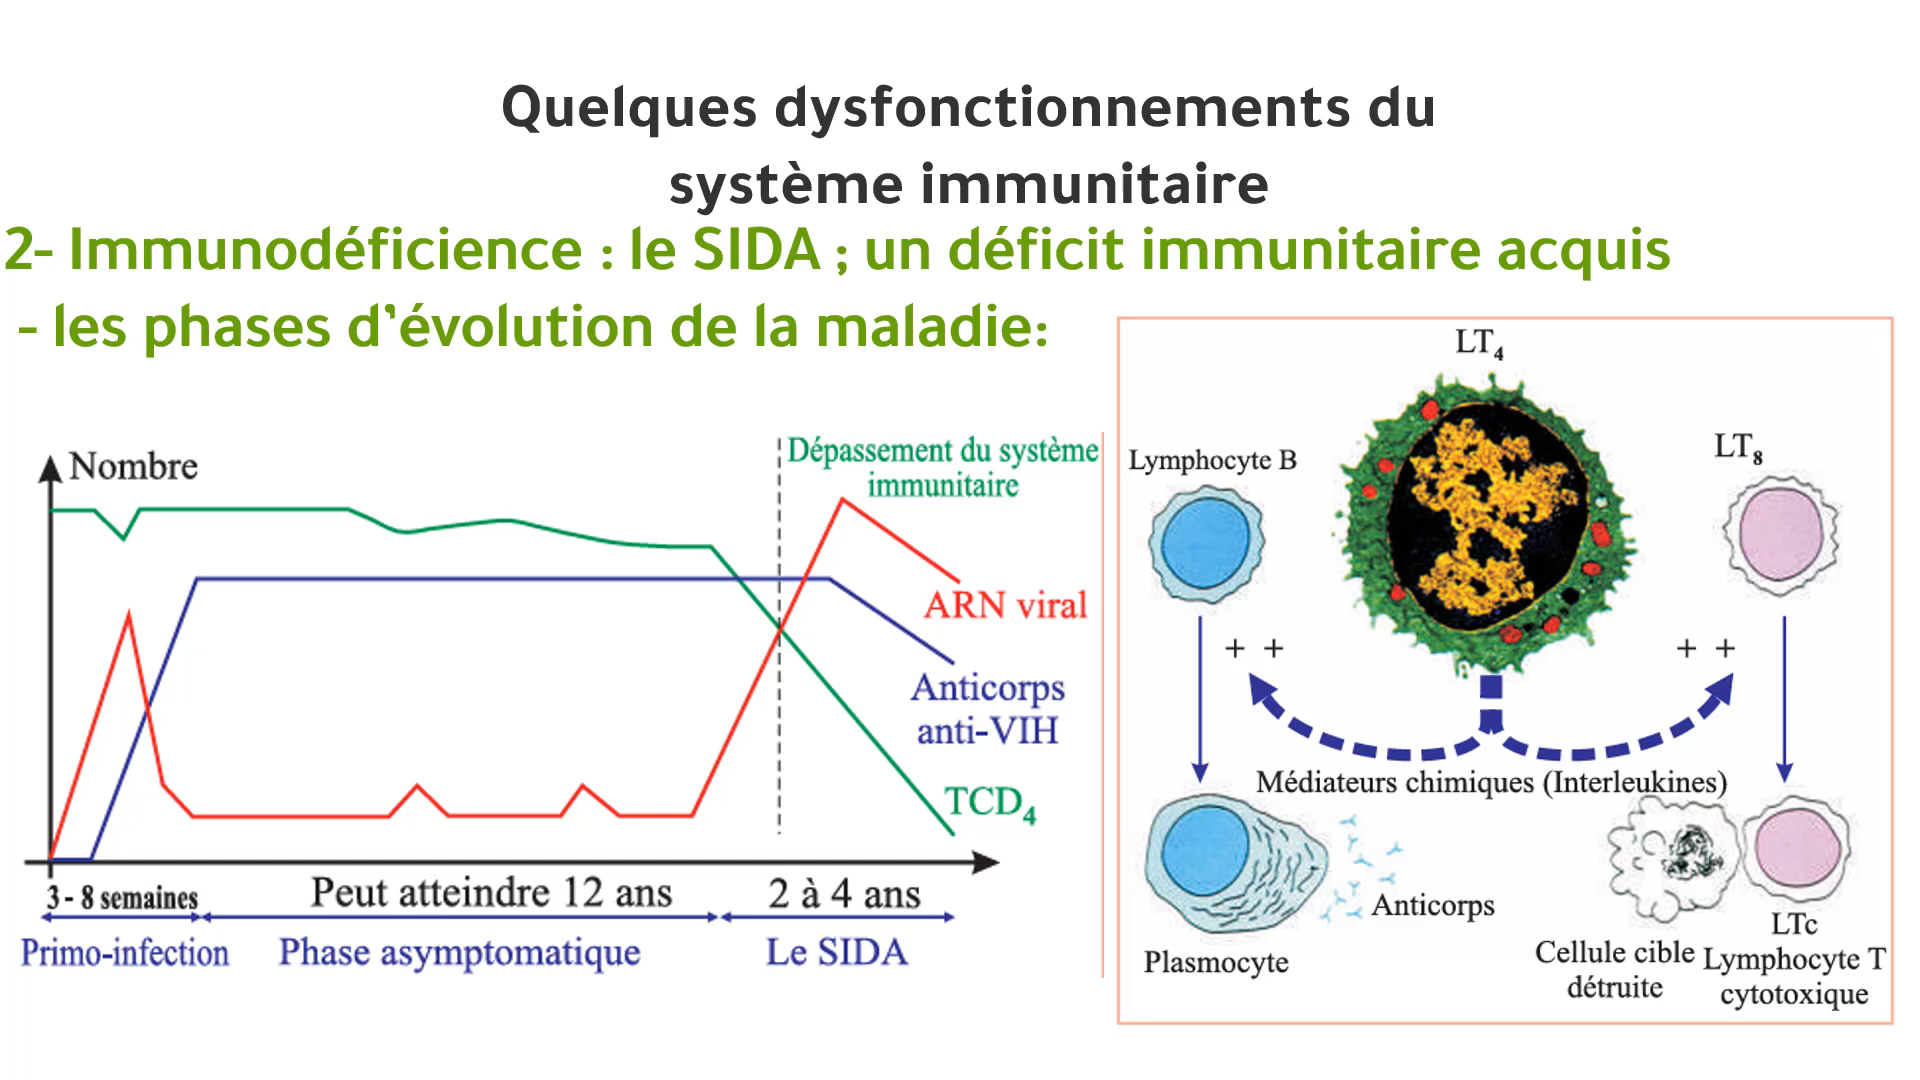 Quelques dysfonctionnements du
système immunitaire
2- Immunodéficience : le SIDA ; un déficit immunitaire acquis
- les phases d’évolution de la maladie:
Nombre
Dépassement du système
immunitaire
ARN viral
Anticorps
anti-VIH
TCD4
3 - 8 semaines
Peut atteindre 12 ans
2 à 4 ans
Primo-infection
Phase asymptomatique
Le SIDA
LT4
Lymphocyte B
LT8
+ +
+ +
Médiateurs chimiques (Interleukines)
Anticorps
Plasmocyte
Cellule cible
détruite
LTc
Lymphocyte T
cytotoxique